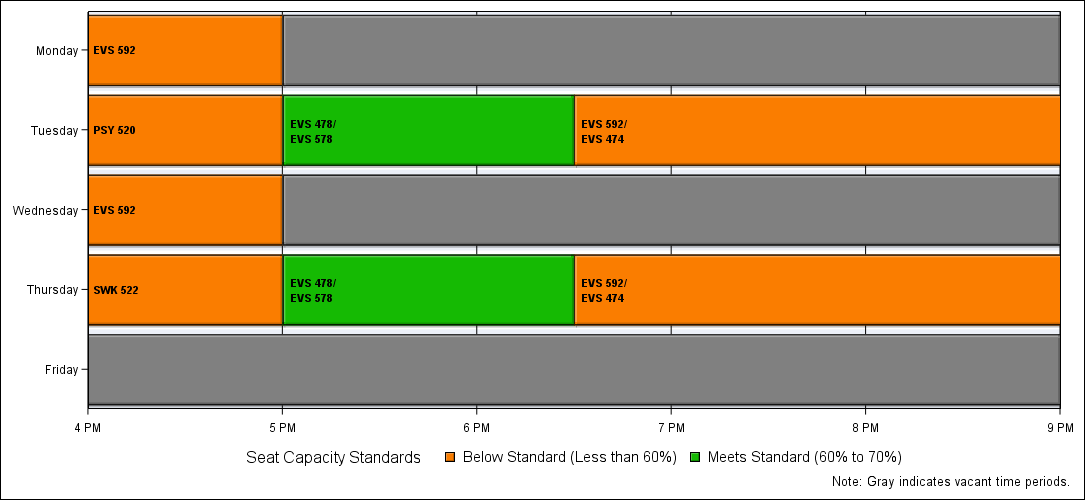 Monday
EVS 592
Tuesday
PSY 520
EVS 478/
EVS 578
EVS 592/
EVS 474
Wednesday
EVS 592
Thursday
SWK 522
EVS 478/
EVS 578
EVS 592/
EVS 474
Friday
4 PM 5 PM 6 PM 7 PM 8 PM 9 PM
Seat Capacity Standards Below Standard (Less than 60%) Meets Standard (60% to 70%)
Note: Gray indicates vacant time periods.